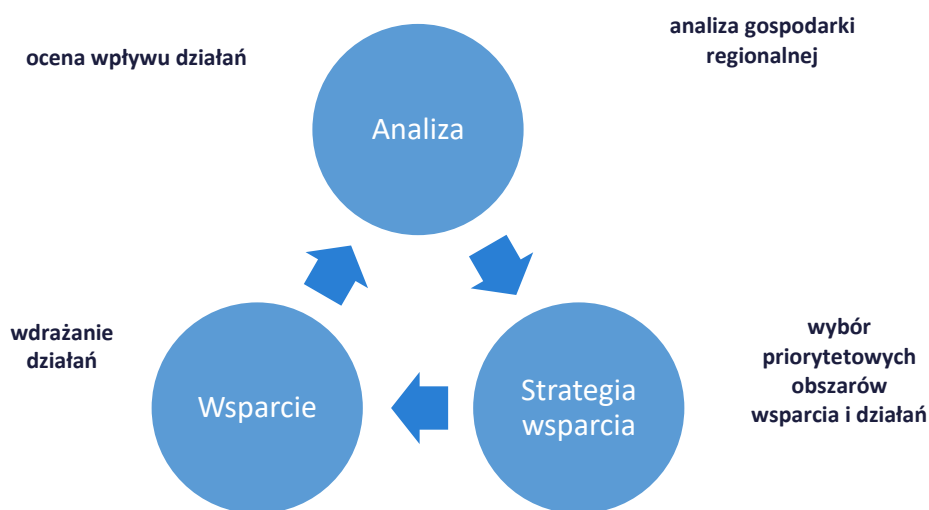 analiza gospodarki
regionalnej
ocena wpływu działań
Analiza
wdrażanie
działań
Wsparcie
Strategia
wsparcia
wybór
priorytetowych
obszarów
wsparcia i działań